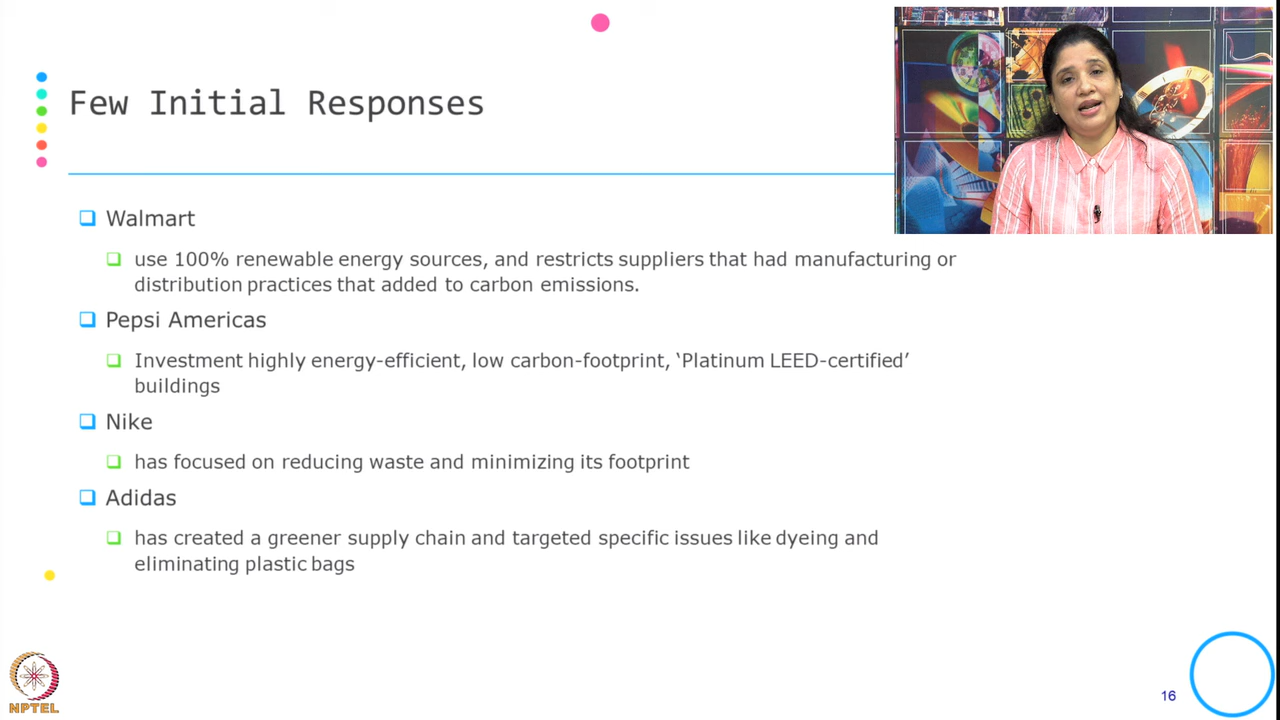 Few Initial Responses
Walmart
use 100% renewable energy sources, and restricts suppliers that had manufacturing or
distribution practices that added to carbon emissions.
Pepsi Americas
Investment highly energy-efficient, low carbon-footprint, ‘Platinum LEED-certified’
buildings
Nike
has focused on reducing waste and minimizing its footprint
Adidas
has created a greener supply chain and targeted specific issues like dyeing and
eliminating plastic bags
NPTEL
16